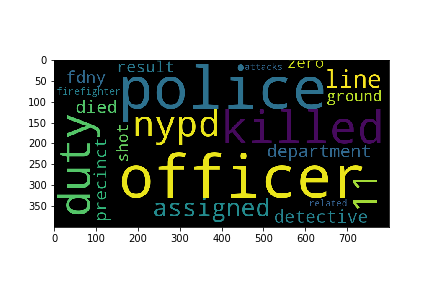 0
50
100
150
200
250
300
350
0 100 200 300 400 500 600 700
result attacks zero
fdny police line
firefighter ground
died
nypd killed
duty precinct shot
department
officer
11
assigned related
detective